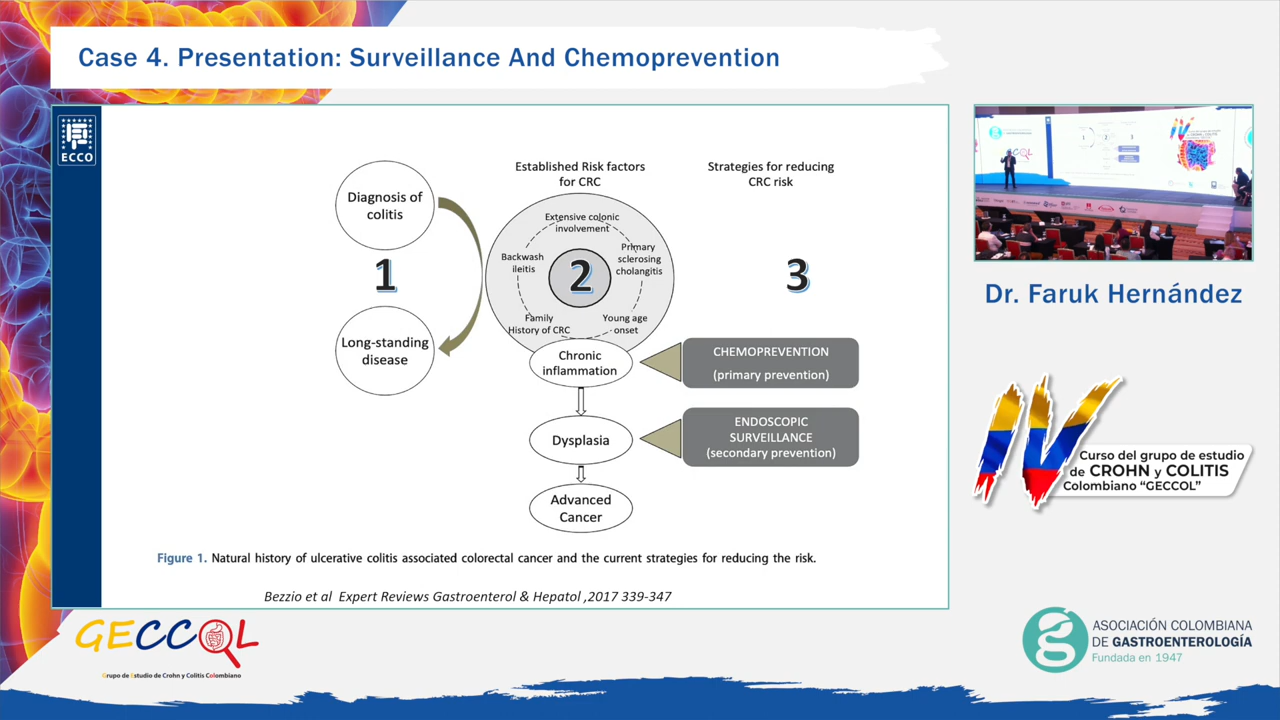 Case 4. Presentation: Surveillance And Chemoprevention
ECCO
Diagnosis of
colitis
1
Long-standing
disease
Established Risk factors
for CRC
Extensive colonic
involvement
Backwash
ileitis
Primary
sclerosing
cholangitis
2
Family
History of CRC
Young age
onset
Chronic
inflammation
Dysplasia
Advanced
Cancer
Strategies for reducing
CRC risk
3
CHEMOPREVENTION
(primary prevention)
ENDOSCOPIC
SURVEILLANCE
(secondary prevention)
Figure 1. Natural history of ulcerative colitis associated colorectal cancer and the current strategies for reducing the risk.
Bezzio et al Expert Reviews Gastroenterol & Hepatol ,2017 339-347
Dr. Faruk Hernández
IV
Curso del grupo de estudio
de CROHN y COLITIS
Colombiano “GECCOL”
GECCOL
Grupo de Estudio de Crohn y Colitis Colombiano
ASOCIACIÓN COLOMBIANA
DE GASTROENTEROLOGÍA
Fundada en 1947